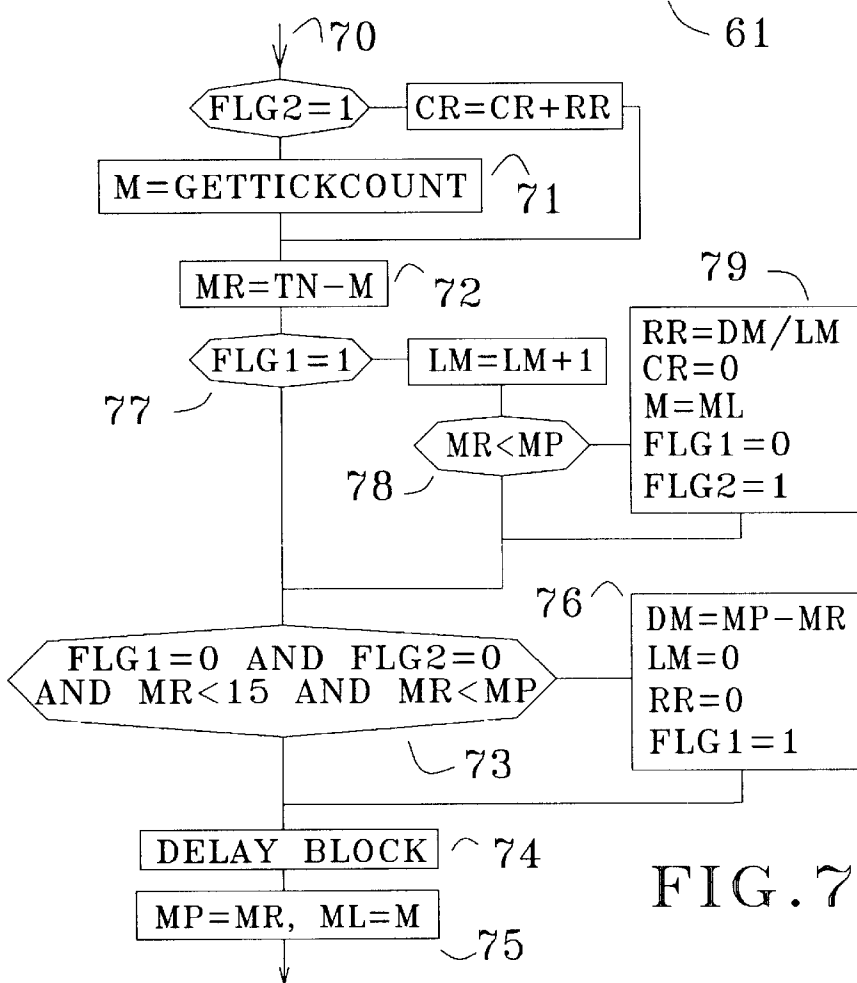 61
70
FLG2=1
CR=CR+RR
M=GETTICKCOUNT
71
MR=TN-M
72
79
FLG1=1
77
LM=LM+1
MR<MP
78
RR=DM/LM
CR=0
M=ML
FLG1=0
FLG2=1
FLG1=0 AND FLG2=0
AND MR<15 AND MR<MP
73
76
DM=MP-MR
LM=0
RR=0
FLG1=1
DELAY BLOCK
74
MP=MR, ML=M
75
FIG.7